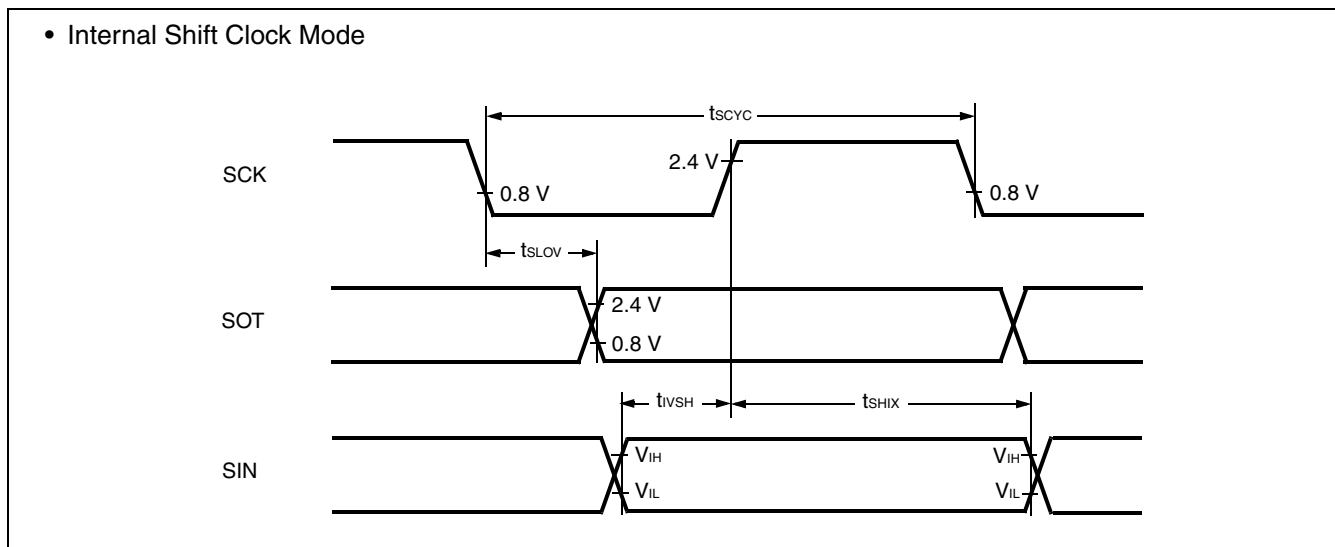 • Internal Shift Clock Mode
tSCYC
SCK
2.4 V
0.8 V
0.8 V
tSLOV
SOT
2.4 V
0.8 V
tIVSH
tSHIX
SIN
VIH
VIH
VIL
VIL